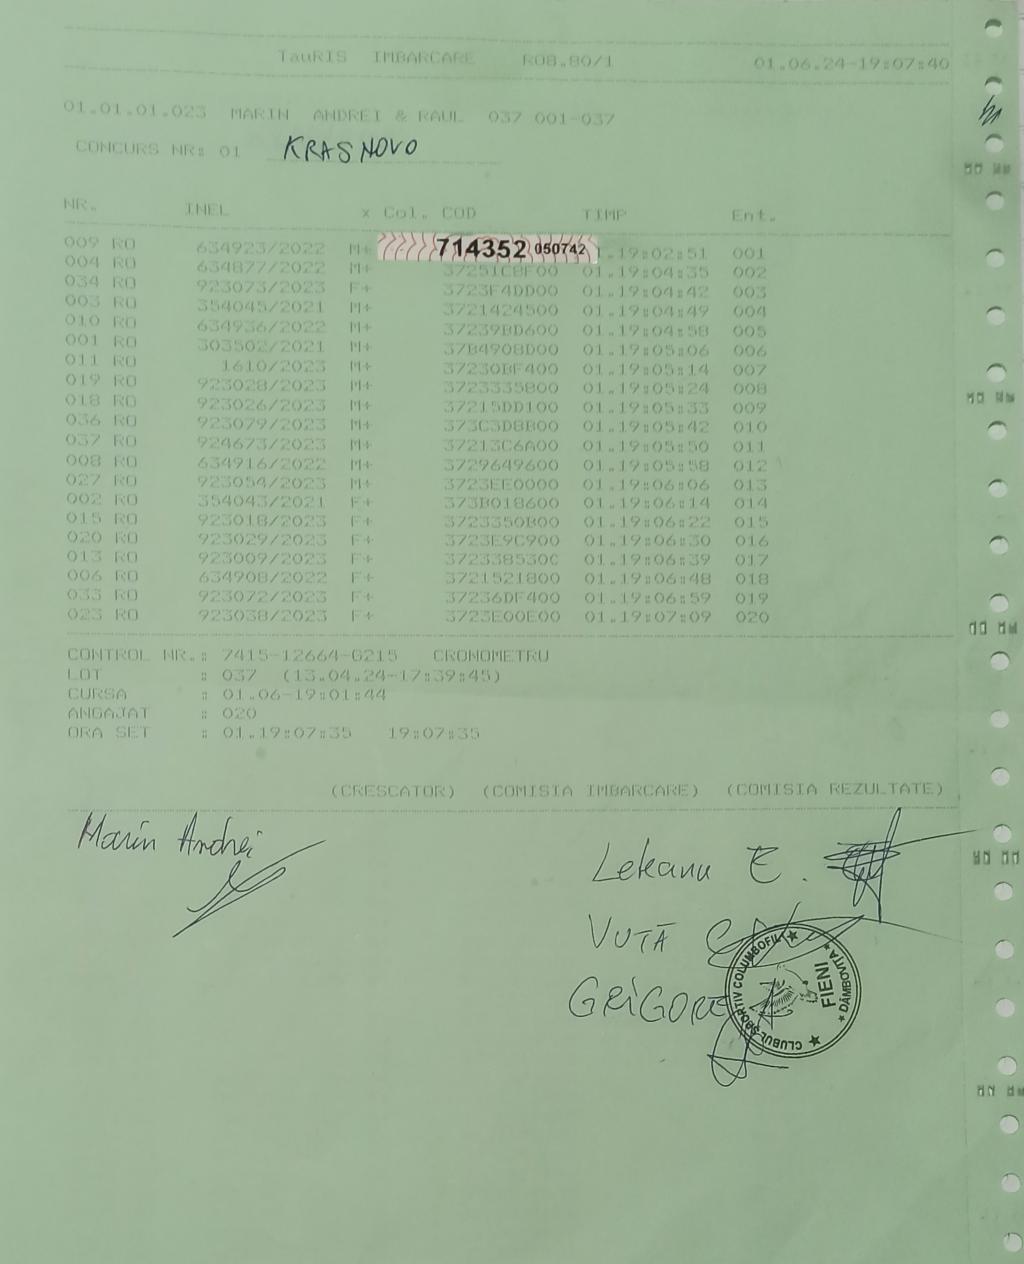 TauRIS IMBARCARE R08.80/1 01.06.24-19:07:40
01.01.01.023 MARIN ANDREI & RAUL 037 001-037
CONCURS NR: 01 KRASNOVO
NR. INEL x Col. COD TIMP Ent.
009 RO 634923/2022 M+ 714352 050742 1.19:02:51 001
004 RO 634877/2022 M+ 37251C8F00 01.19:04:35 002
034 RO 923073/2023 F+ 3723F4DD00 01.19:04:42 003
003 RO 354045/2021 M+ 3721424500 01.19:04:49 004
010 RO 634936/2022 M+ 37239BD600 01.19:04:58 005
001 RO 303502/2021 M+ 37B4908D00 01.19:05:06 006
011 RO 1610/2023 M+ 37230BF400 01.19:05:14 007
019 RO 923028/2023 M+ 3723335800 01.19:05:24 008
018 RO 923026/2023 M+ 37215DD100 01.19:05:33 009
036 RO 923079/2023 M+ 373C3D8B00 01.19:05:42 010
037 RO 924673/2023 M+ 37213C6A00 01.19:05:50 011
008 RO 634916/2022 M+ 3729649600 01.19:05:58 012
027 RO 923054/2023 M+ 3723EE0000 01.19:06:06 013
002 RO 354043/2021 F+ 373B018600 01.19:06:14 014
015 RO 923018/2023 F+ 3723350B00 01.19:06:22 015
020 RO 923029/2023 F+ 3723E9C900 01.19:06:30 016
013 RO 923009/2023 F+ 372338530C 01.19:06:39 017
006 RO 634908/2022 F+ 3721521800 01.19:06:48 018
033 RO 923072/2023 F+ 37236DF400 01.19:06:59 019
023 RO 923038/2023 F+ 3723E00E00 01.19:07:09 020
CONTROL NR.: 7415-12664-G215 CRONOMETRU
LOT : 037 (13.04.24-17:39:45)
CURSA : 01.06-19:01:44
ANGAJAT : 020
ORA SET : 01.19:07:35 19:07:35
(CRESCATOR) (COMISIA IMBARCARE) (COMISIA REZULTATE)
Marin Andrei
Lekanu E.
VUTĂ
GRIGORE
CLUBUL SPORTIV COLUMBOFIL
FIENI
DÂMBOVIȚA